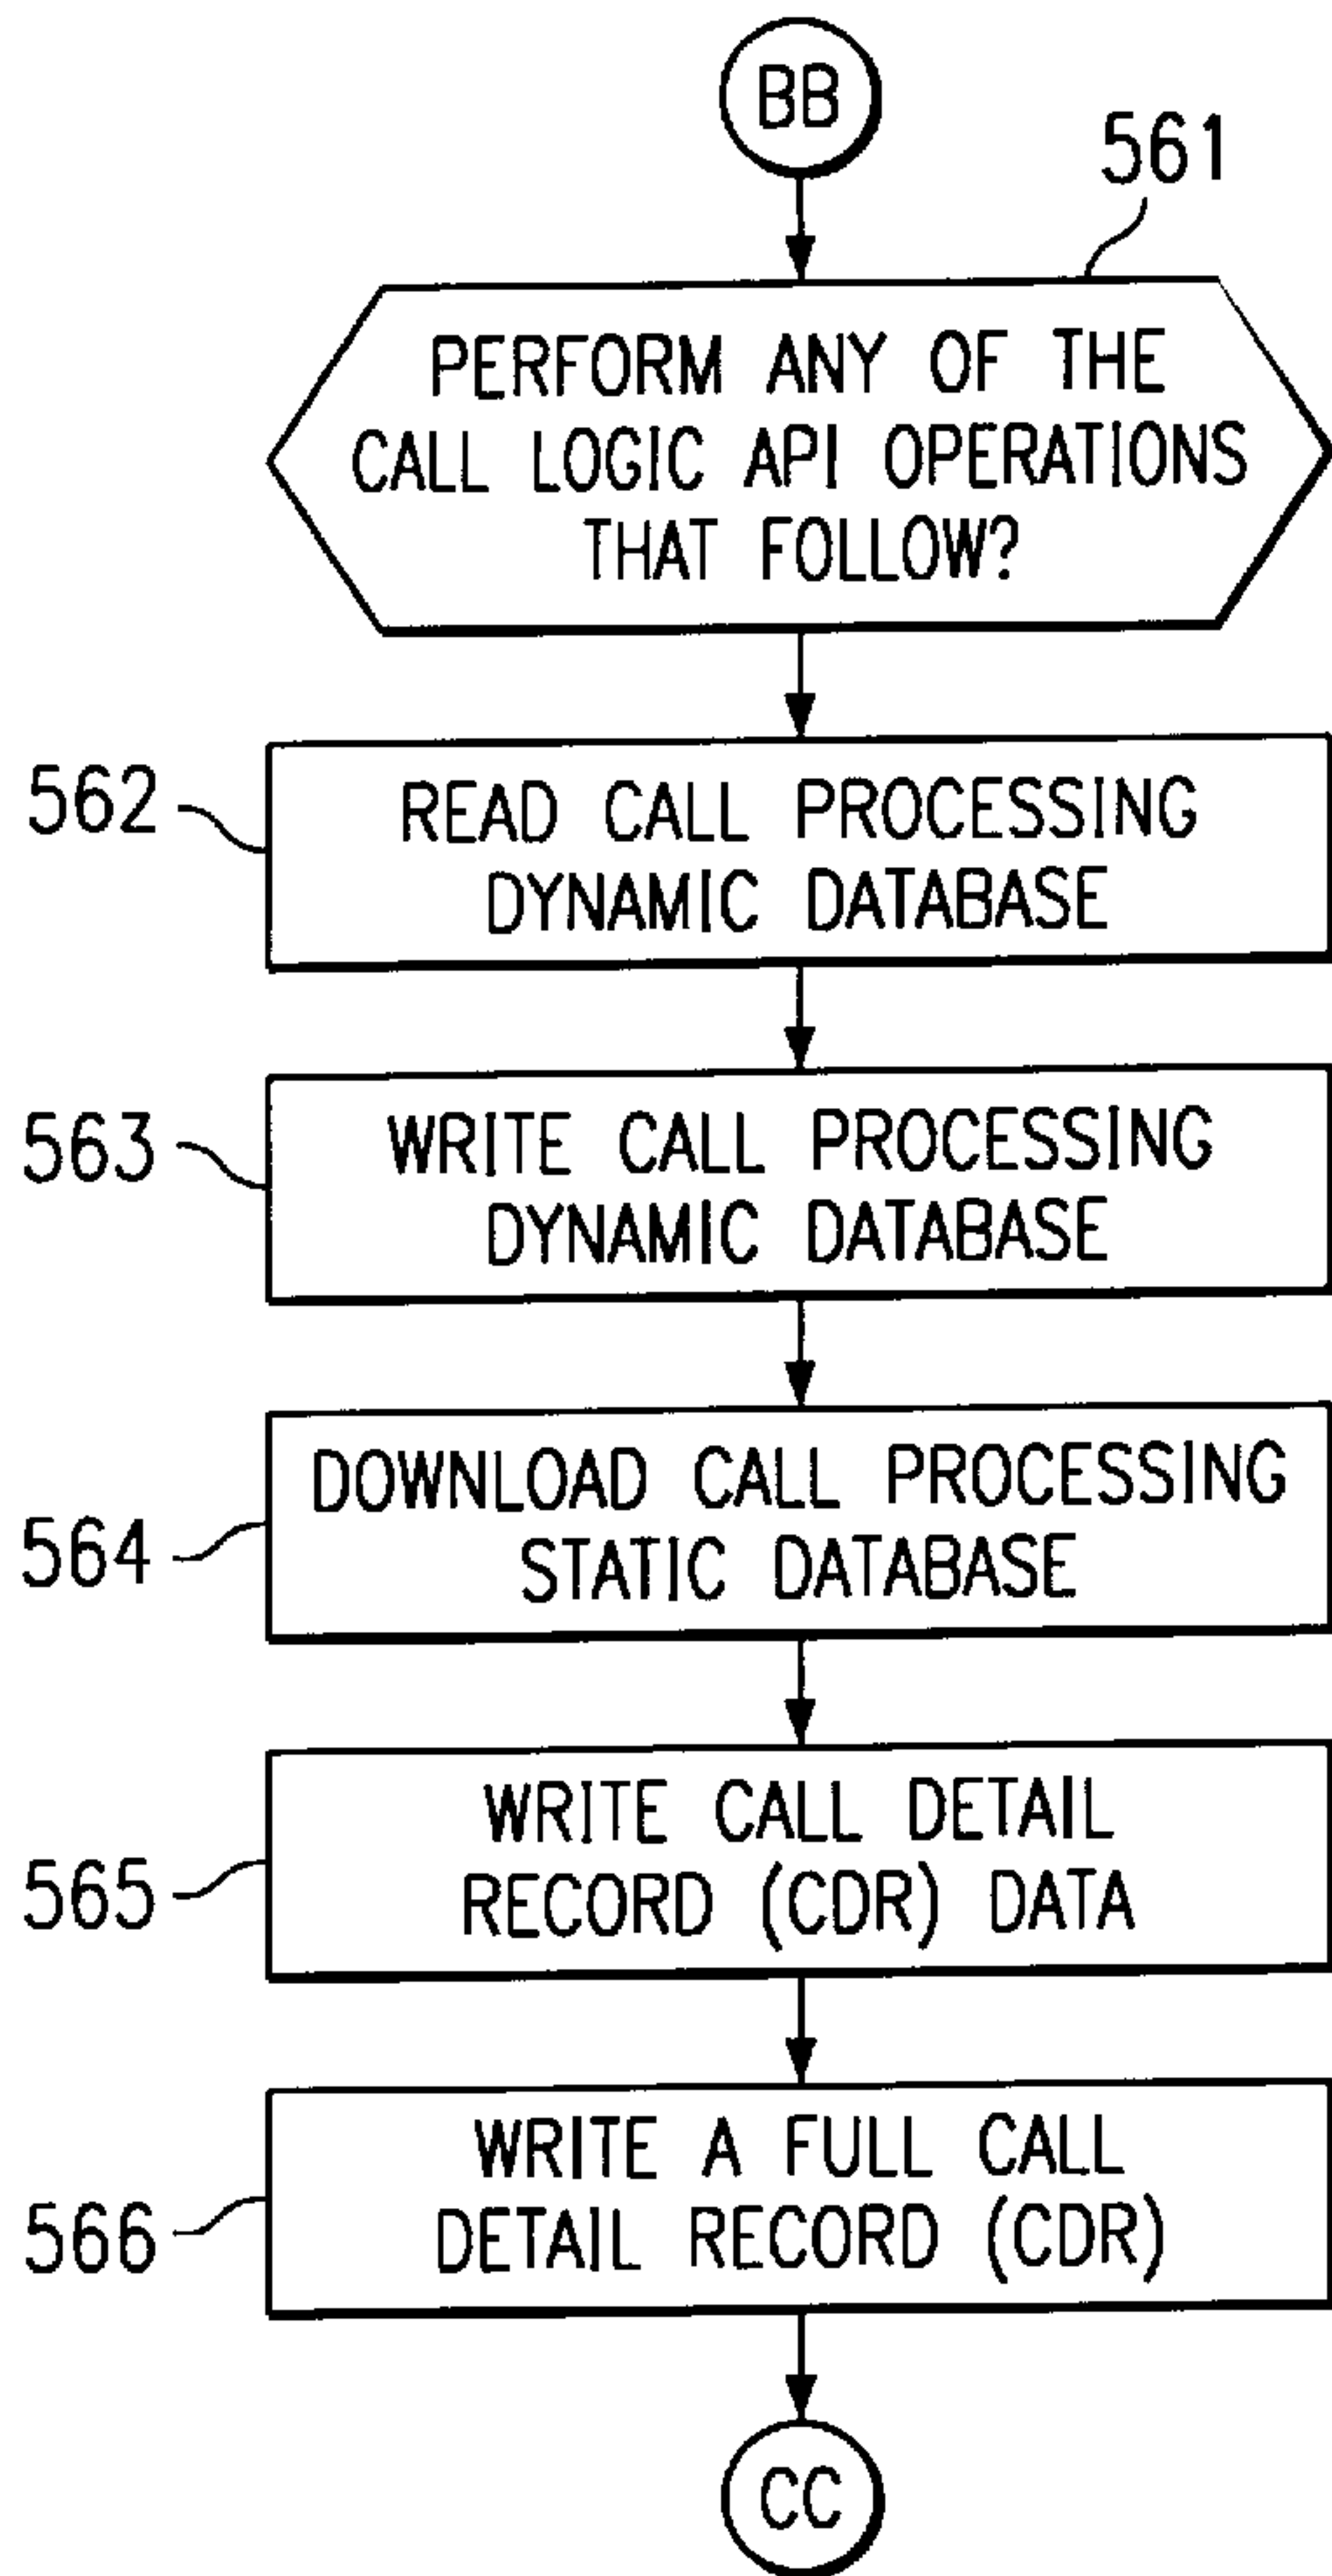 BB
561
PERFORM ANY OF THE
CALL LOGIC API OPERATIONS
THAT FOLLOW?
562
READ CALL PROCESSING
DYNAMIC DATABASE
563
WRITE CALL PROCESSING
DYNAMIC DATABASE
564
DOWNLOAD CALL PROCESSING
STATIC DATABASE
565
WRITE CALL DETAIL
RECORD (CDR) DATA
566
WRITE A FULL CALL
DETAIL RECORD (CDR)
CC